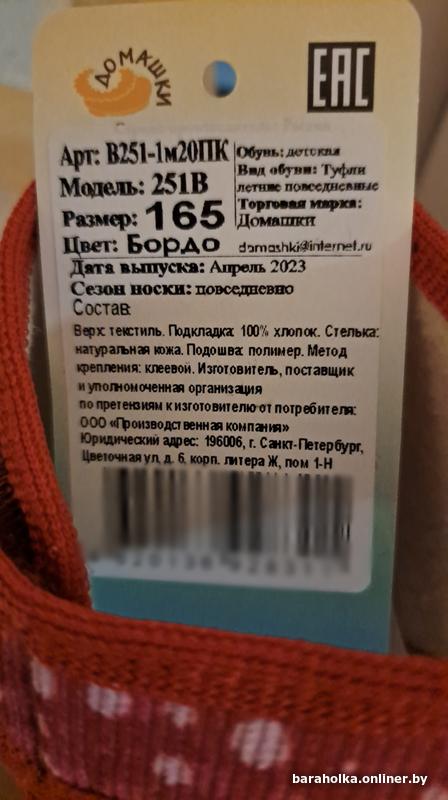 ДОМАШКИ
EAC
Арт: В251-1м20ПК
Модель: 251В
Размер: 165
Цвет: Бордо
Обувь: детская
Вид обуви: Туфли
летние повседневные
Торговая марка:
Домашки
domashki@internet.ru
Дата выпуска: Апрель 2023
Сезон носки: повседневно
Состав:
Верх: текстиль. Подкладка: 100% хлопок. Стелька:
натуральная кожа. Подошва: полимер. Метод
крепления: клеевой. Изготовитель, поставщик
и уполномоченная организация
по претензиям к изготовителю от потребителя:
ООО «Производственная компания»
Юридический адрес: 196006, г. Санкт-Петербург,
Цветочная ул, д. 6, корп. литера Ж, пом 1-Н
baraholka.onliner.by